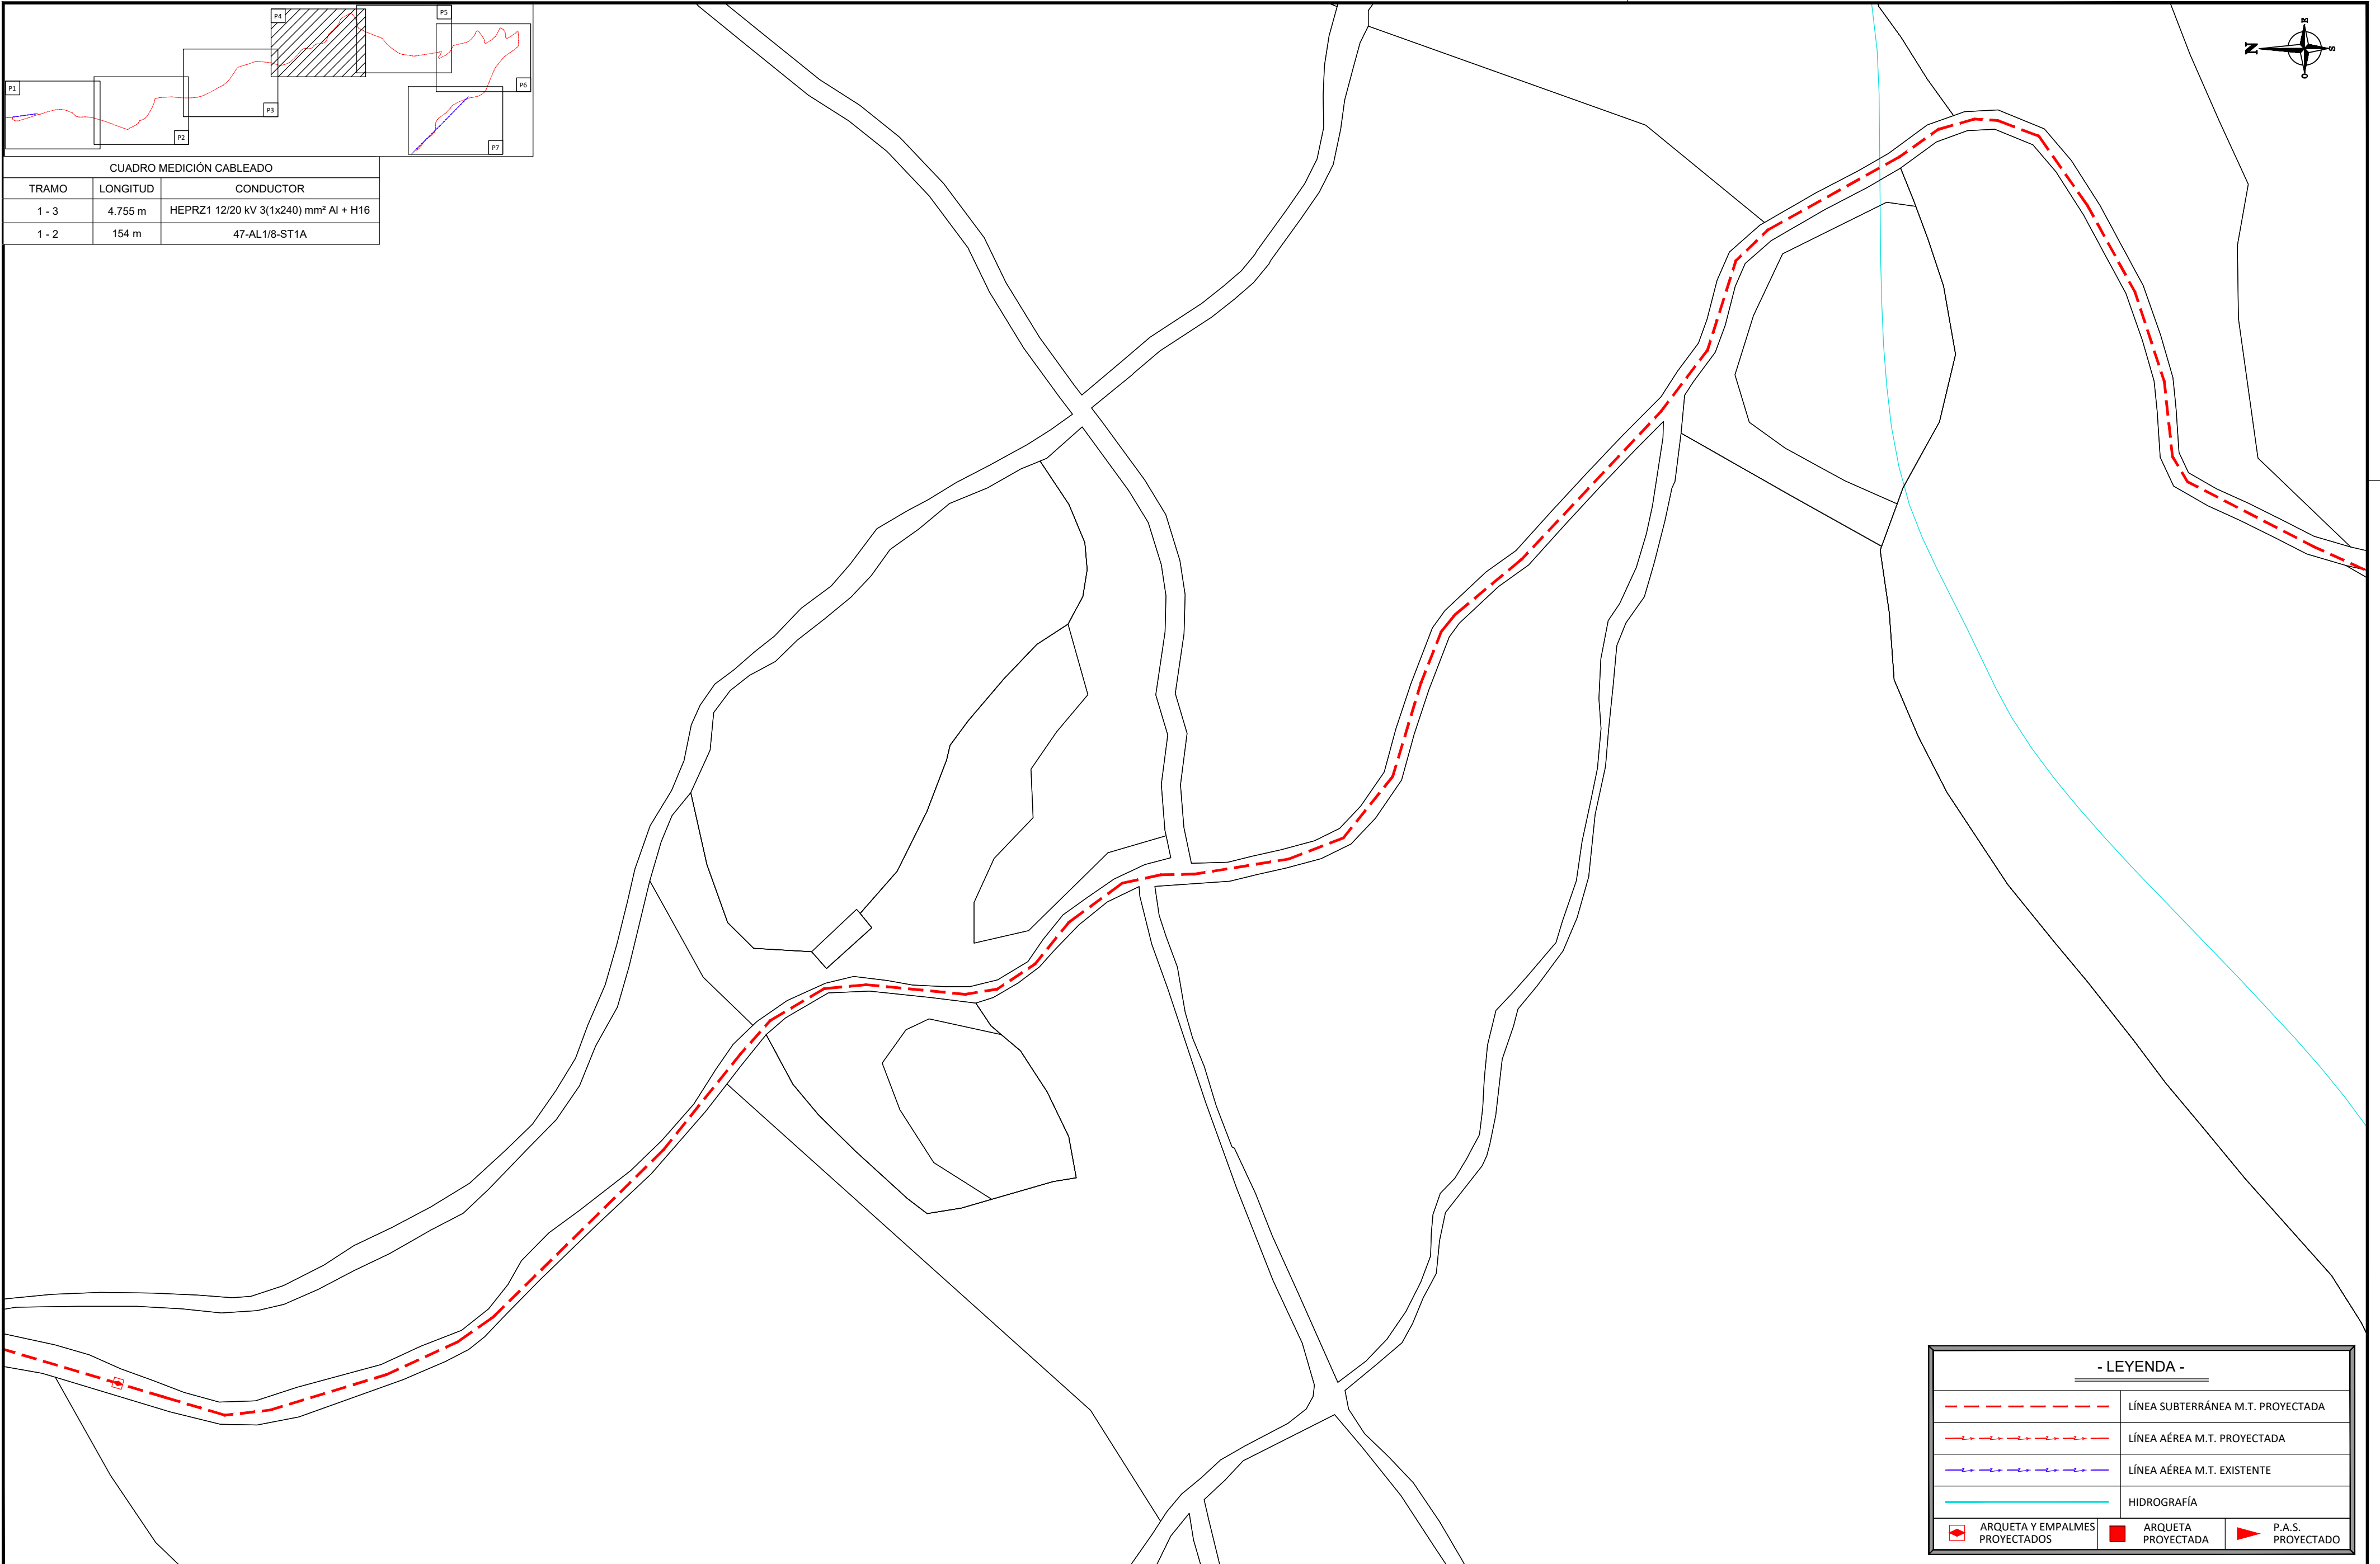 P4
P5
P1
P6
P3
P2
P7
N
E
S
O
CUADRO MEDICIÓN CABLEADO
TRAMO LONGITUD CONDUCTOR
1 - 3 4.755 m HEPRZ1 12/20 kV 3(1x240) mm² Al + H16
1 - 2 154 m 47-AL1/8-ST1A
- LEYENDA -
LÍNEA SUBTERRÁNEA M.T. PROYECTADA
LÍNEA AÉREA M.T. PROYECTADA
LÍNEA AÉREA M.T. EXISTENTE
HIDROGRAFÍA
ARQUETA Y EMPALMES
PROYECTADOS
ARQUETA
PROYECTADA
P.A.S.
PROYECTADO